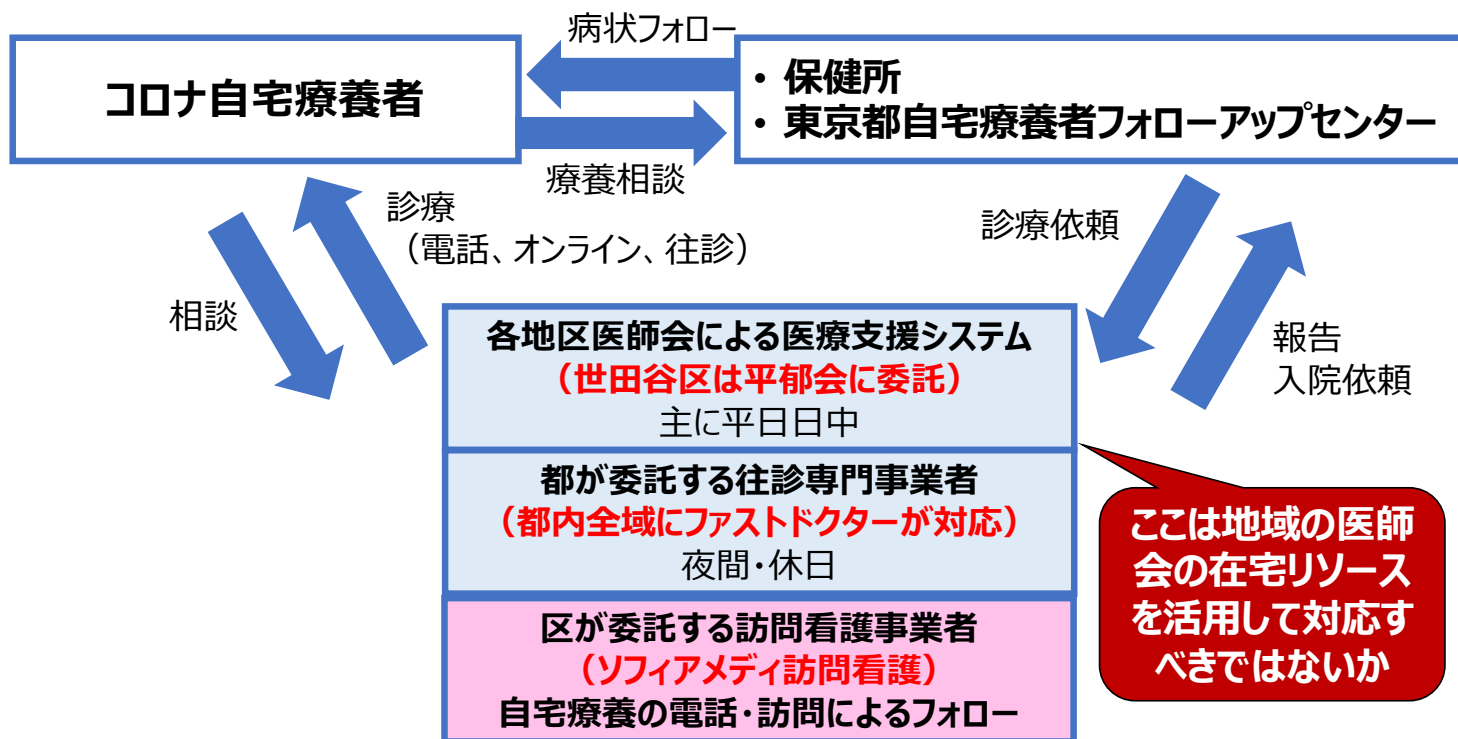 病状フォロー
コロナ自宅療養者
・ 保健所
・ 東京都自宅療養者フォローアップセンター
療養相談
診療
（電話、オンライン、往診）
相談
診療依頼
報告
入院依頼
各地区医師会による医療支援システム
（世田谷区は平郁会に委託）
主に平日日中
都が委託する往診専門事業者
（都内全域にファストドクターが対応）
夜間・休日
区が委託する訪問看護事業者
（ソフィアメディ訪問看護）
自宅療養の電話・訪問によるフォロー
ここは地域の医師
会の在宅リソース
を活用して対応す
べきではないか